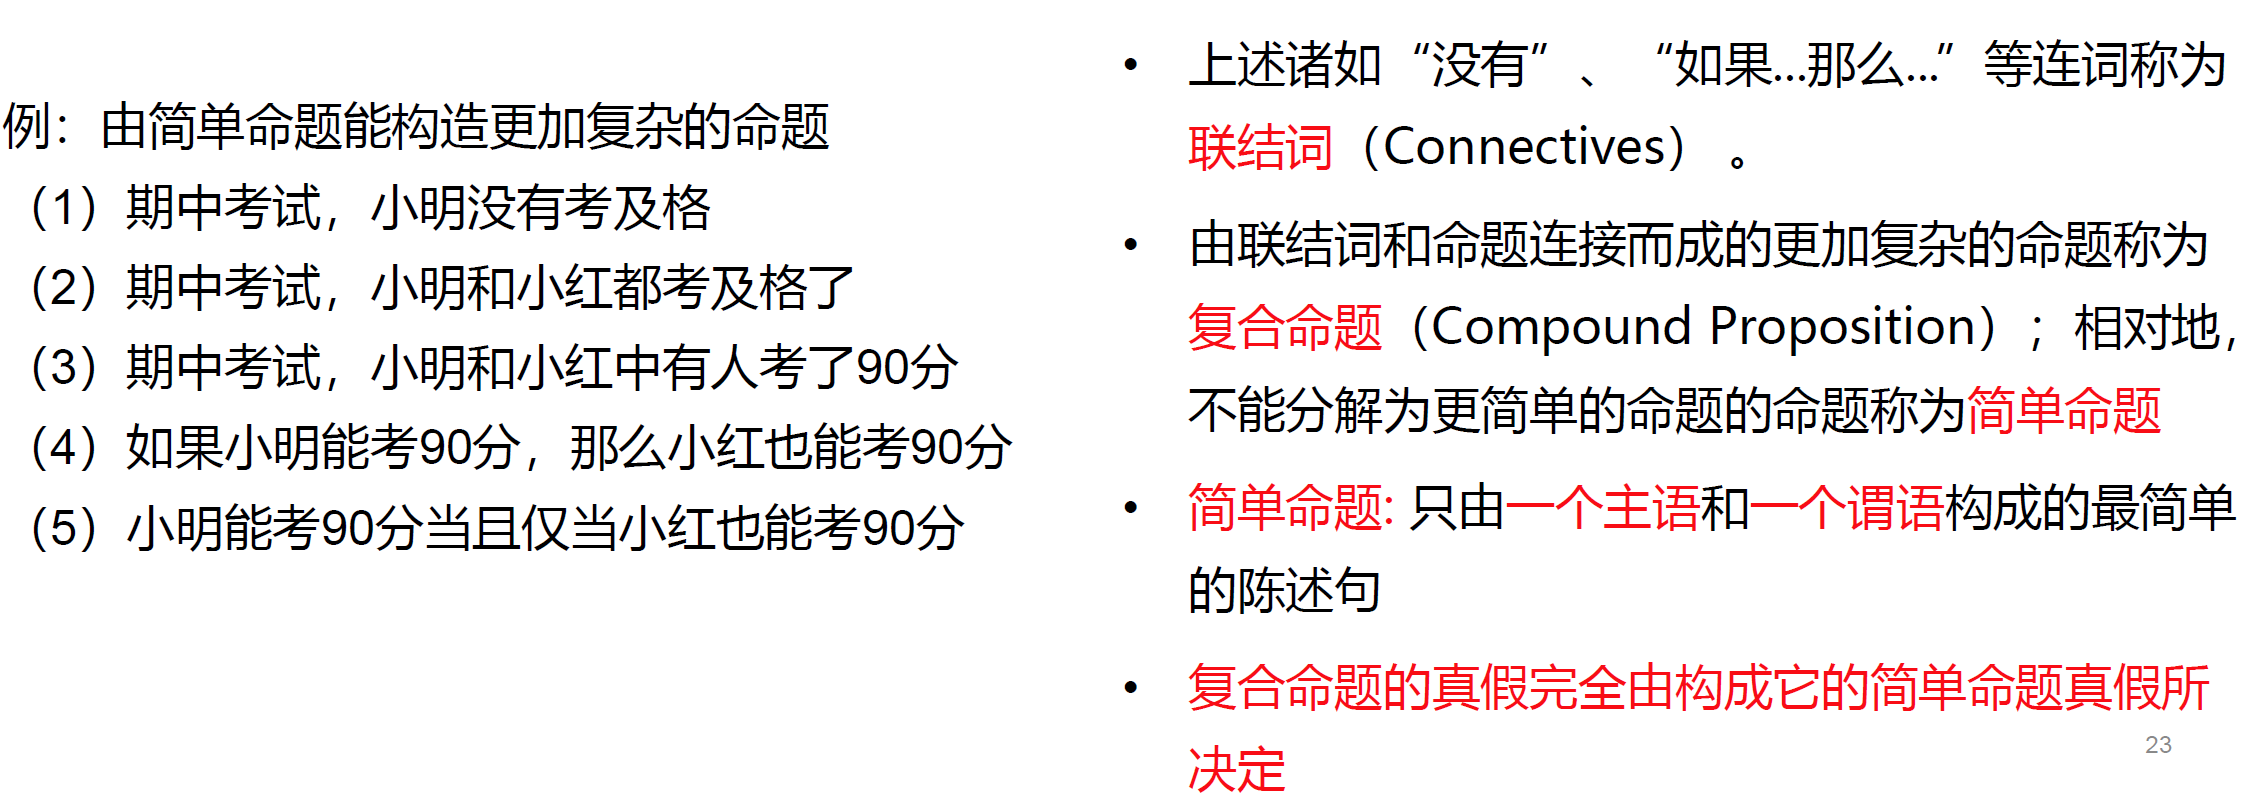 例：由简单命题能构造更加复杂的命题
（1）期中考试，小明没有考及格
（2）期中考试，小明和小红都考及格了
（3）期中考试，小明和小红中有人考了90分
（4）如果小明能考90分，那么小红也能考90分
（5）小明能考90分当且仅当小红也能考90分
• 上述诸如“没有”、“如果...那么...”等连词称为
联结词（Connectives）。
• 由联结词和命题连接而成的更加复杂的命题称为
复合命题（Compound Proposition）；相对地，
不能分解为更简单的命题的命题称为简单命题
• 简单命题: 只由一个主语和一个谓语构成的最简单
的陈述句
• 复合命题的真假完全由构成它的简单命题真假所
决定
23